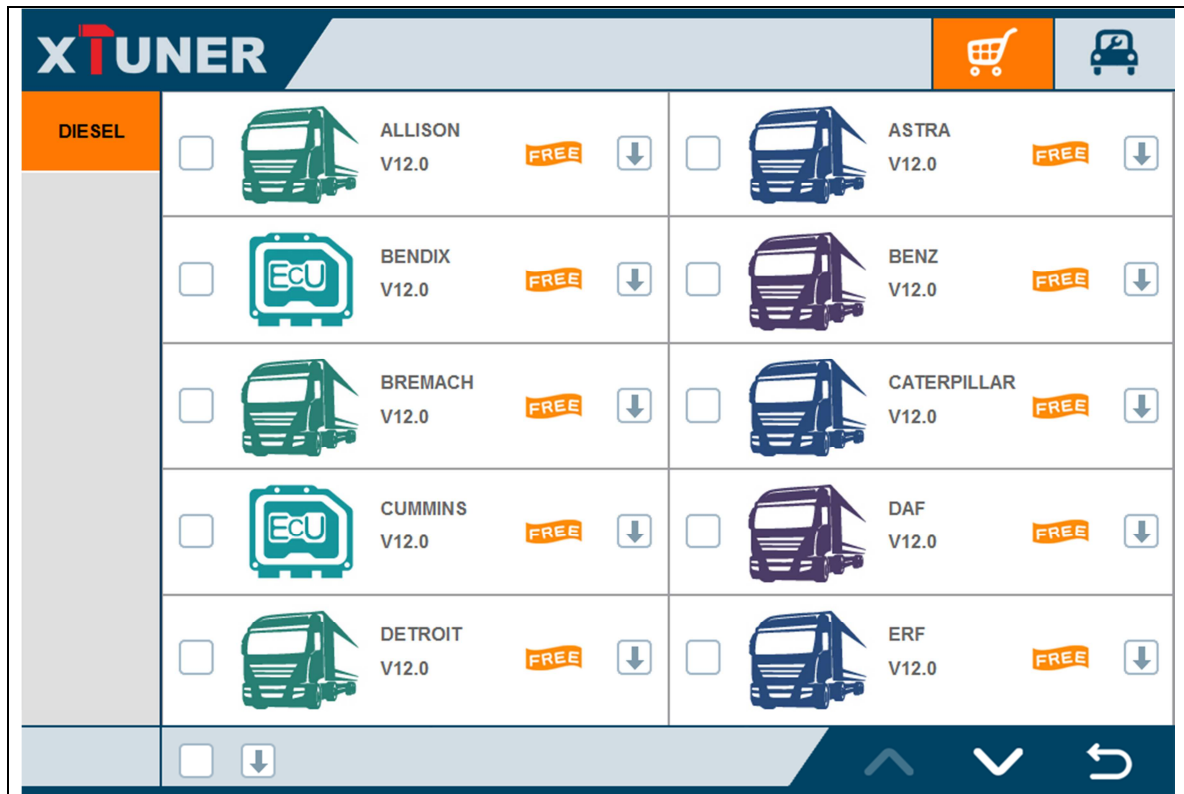 XTUNER
DIESEL
ALLISON
V12.0
FREE
ASTRA
V12.0
FREE
ECU
BENDIX
V12.0
FREE
BENZ
V12.0
FREE
BREMACH
V12.0
FREE
CATERPILLAR
V12.0
FREE
ECU
CUMMINS
V12.0
FREE
DAF
V12.0
FREE
DETROIT
V12.0
FREE
ERF
V12.0
FREE